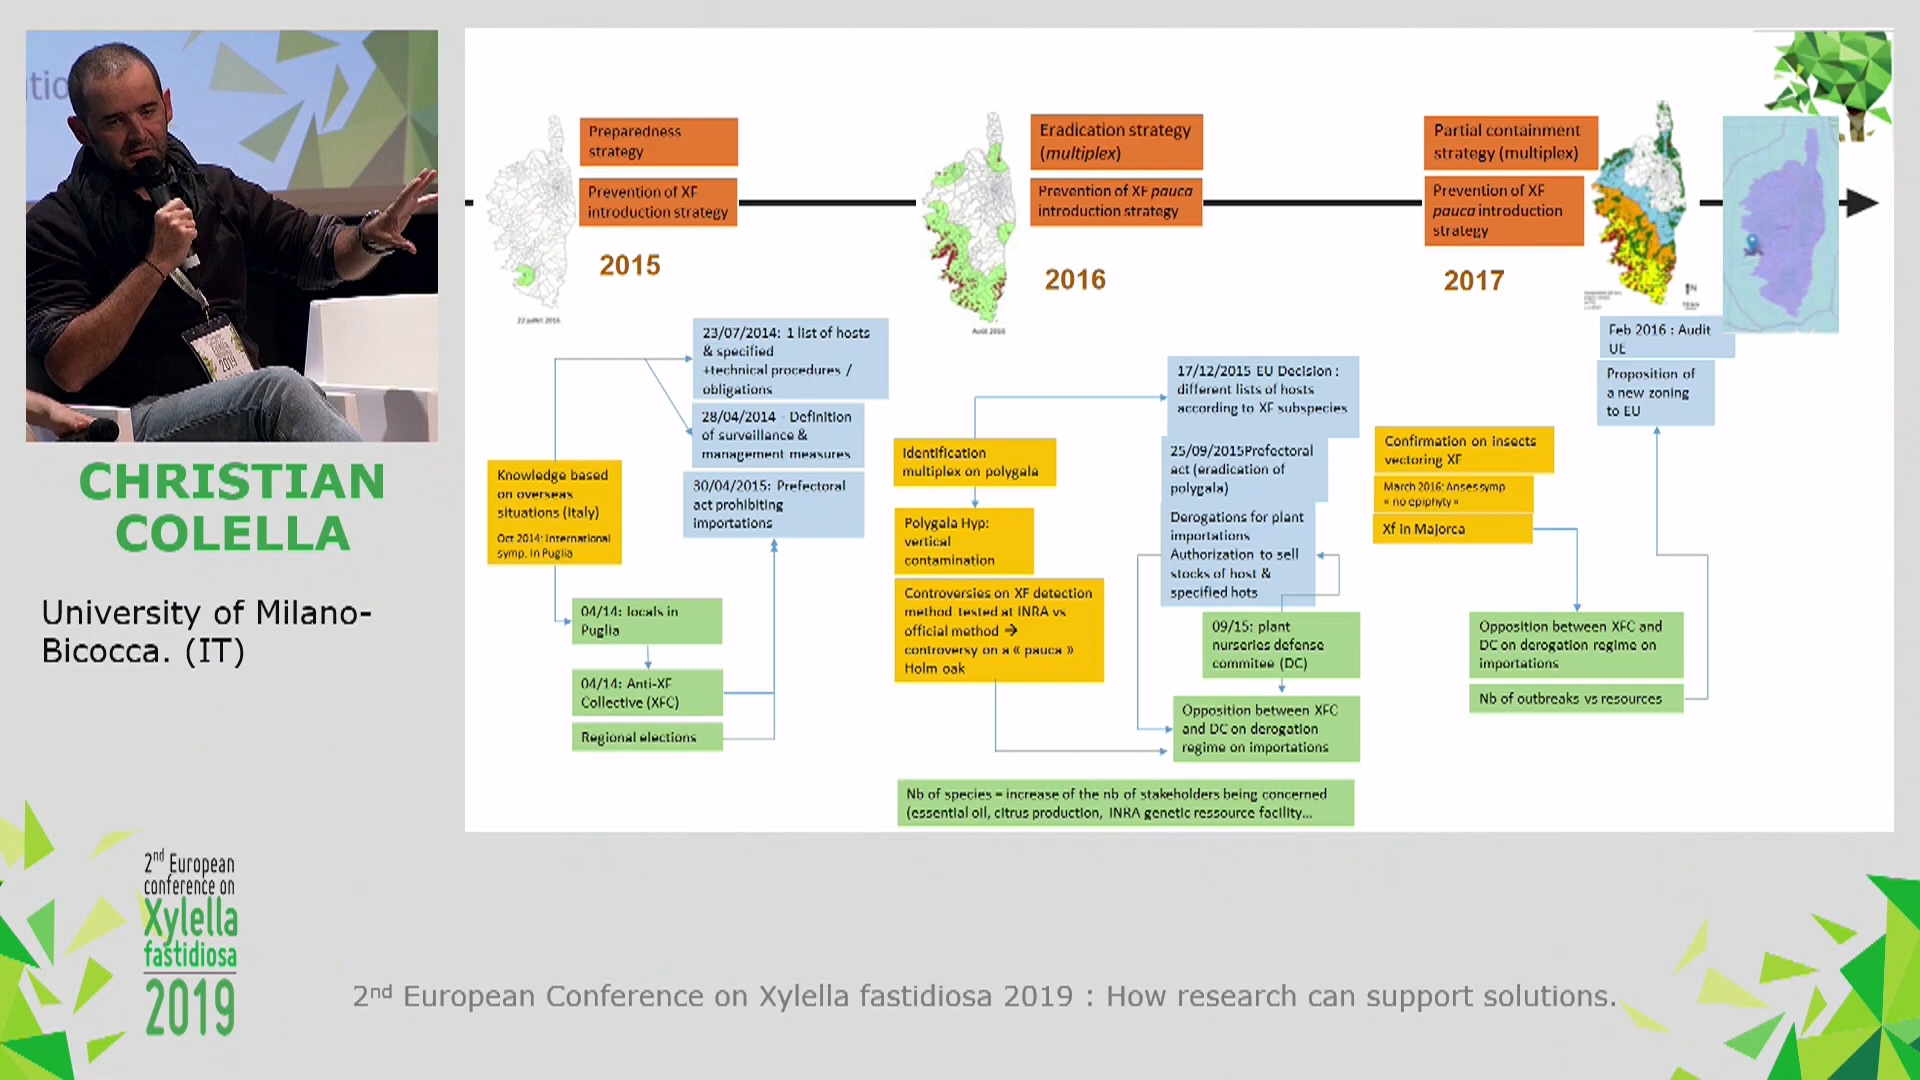 tio
2019
CHRISTIAN
COLELLA
University of Milano-
Bicocca. (IT)
2nd European
conference on
Xylella
fastidiosa
2019
Preparedness
strategy
Prevention of XF
introduction strategy
2015
22 juillet 2016
Eradication strategy
(multiplex)
Prevention of XF pauca
introduction strategy
2016
Août 2016
Partial containment
strategy (multiplex)
Prevention of XF
pauca introduction
strategy
2017
N
23/07/2014: 1 list of hosts
& specified
+technical procedures /
obligations
28/04/2014 - Definition
of surveillance &
management measures
30/04/2015: Prefectoral
act prohibiting
importations
Knowledge based
on overseas
situations (Italy)
Oct 2014: International
symp. In Puglia
04/14: locals in
Puglia
04/14: Anti-XF
Collective (XFC)
Regional elections
Identification
multiplex on polygala
Polygala Hyp:
vertical
contamination
Controversies on XF detection
method tested at INRA vs
official method →
controversy on a « pauca »
Holm oak
17/12/2015 EU Decision :
different lists of hosts
according to XF subspecies
25/09/2015Prefectoral
act (eradication of
polygala)
Derogations for plant
importations
Authorization to sell
stocks of host &
specified hots
09/15: plant
nurseries defense
commitee (DC)
Opposition between XFC
and DC on derogation
regime on importations
Nb of species = increase of the nb of stakeholders being concerned
(essential oil, citrus production, INRA genetic ressource facility...
Confirmation on insects
vectoring XF
March 2016: Anses symp
« no epiphyty »
Xf in Majorca
Opposition between XFC and
DC on derogation regime on
importations
Nb of outbreaks vs resources
Feb 2016 : Audit
UE
Proposition of
a new zoning
to EU
2nd European Conference on Xylella fastidiosa 2019 : How research can support solutions.